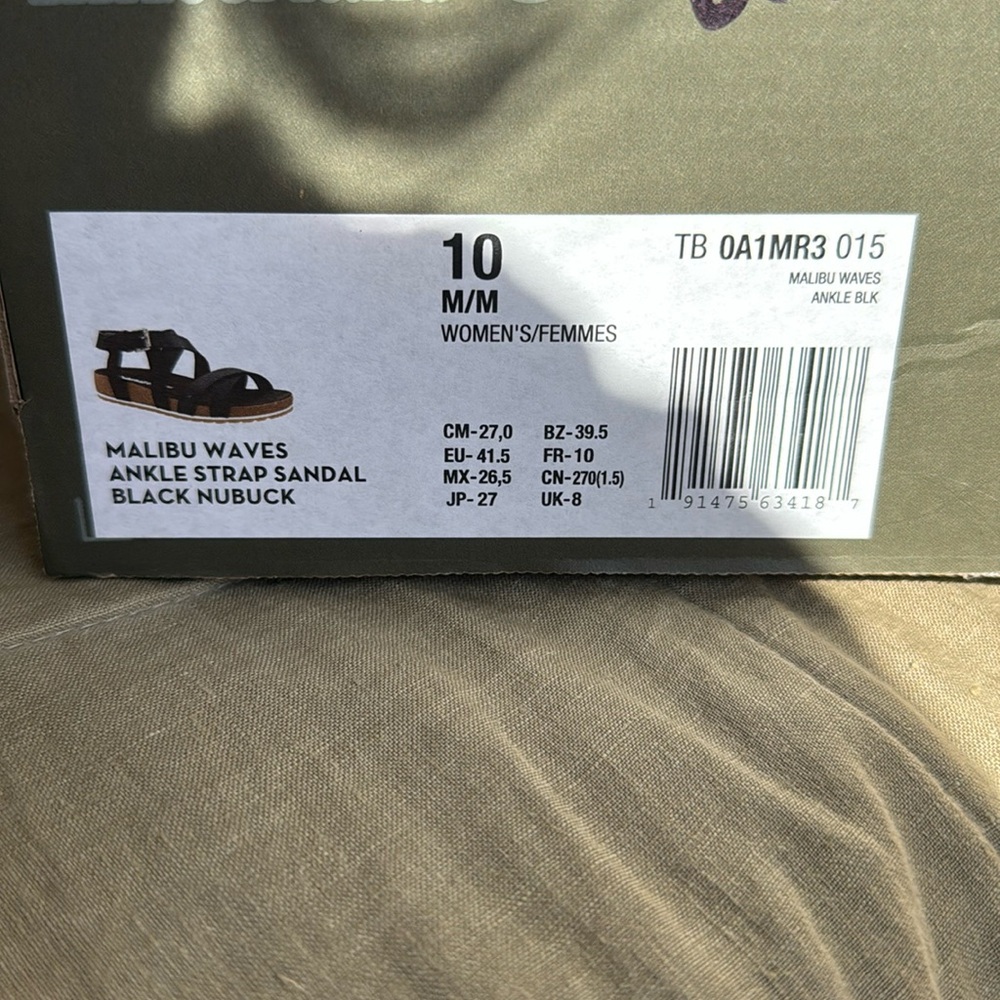 MALIBU WAVES
ANKLE STRAP SANDAL
BLACK NUBUCK
10
M/M
WOMEN'S/FEMMES
CM-27,0 BZ-39.5
EU-41.5 FR-10
MX-26,5 CN-270(1.5)
JP-27 UK-8
TB 0A1MR3 015
MALIBU WAVES
ANKLE BLK
1 91475 63418 7